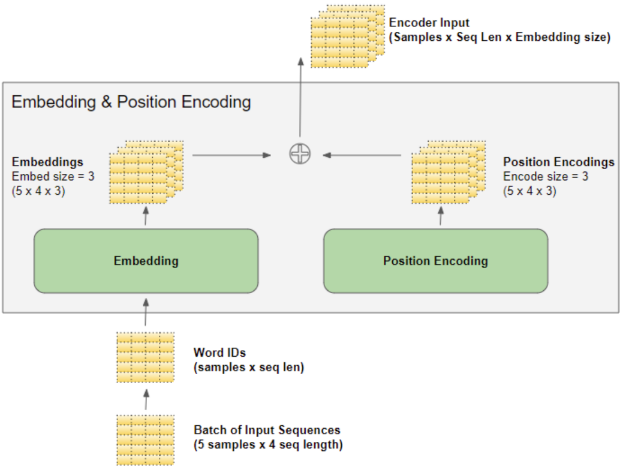 Encoder Input
(Samples x Seq Len x Embedding size)
Embedding & Position Encoding
Embeddings
Embed size = 3
(5 x 4 x 3)
Position Encodings
Encode size = 3
(5 x 4 x 3)
Embedding
Position Encoding
Word IDs
(samples x seq len)
Batch of Input Sequences
(5 samples x 4 seq length)